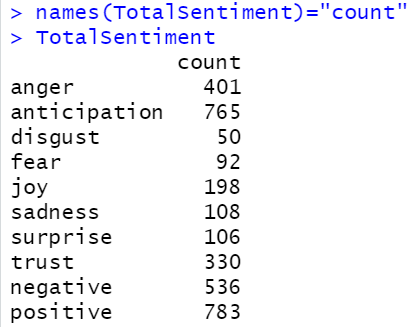 > names(TotalSentiment)="count"
> TotalSentiment
count
anger 401
anticipation 765
disgust 50
fear 92
joy 198
sadness 108
surprise 106
trust 330
negative 536
positive 783